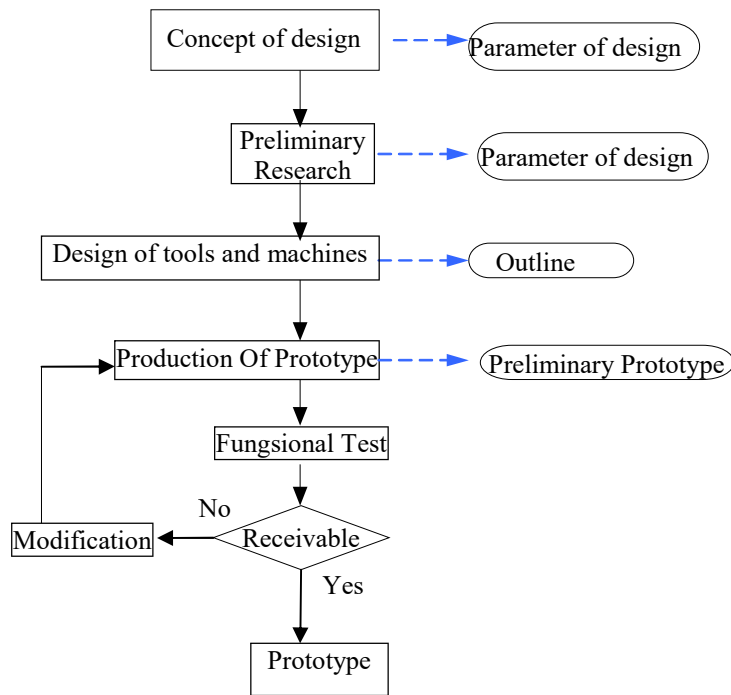 Concept of design
Parameter of design
Preliminary
Research
Parameter of design
Design of tools and machines
Outline
Production Of Prototype
Preliminary Prototype
Fungsional Test
No
Receivable
Modification
Yes
Prototype